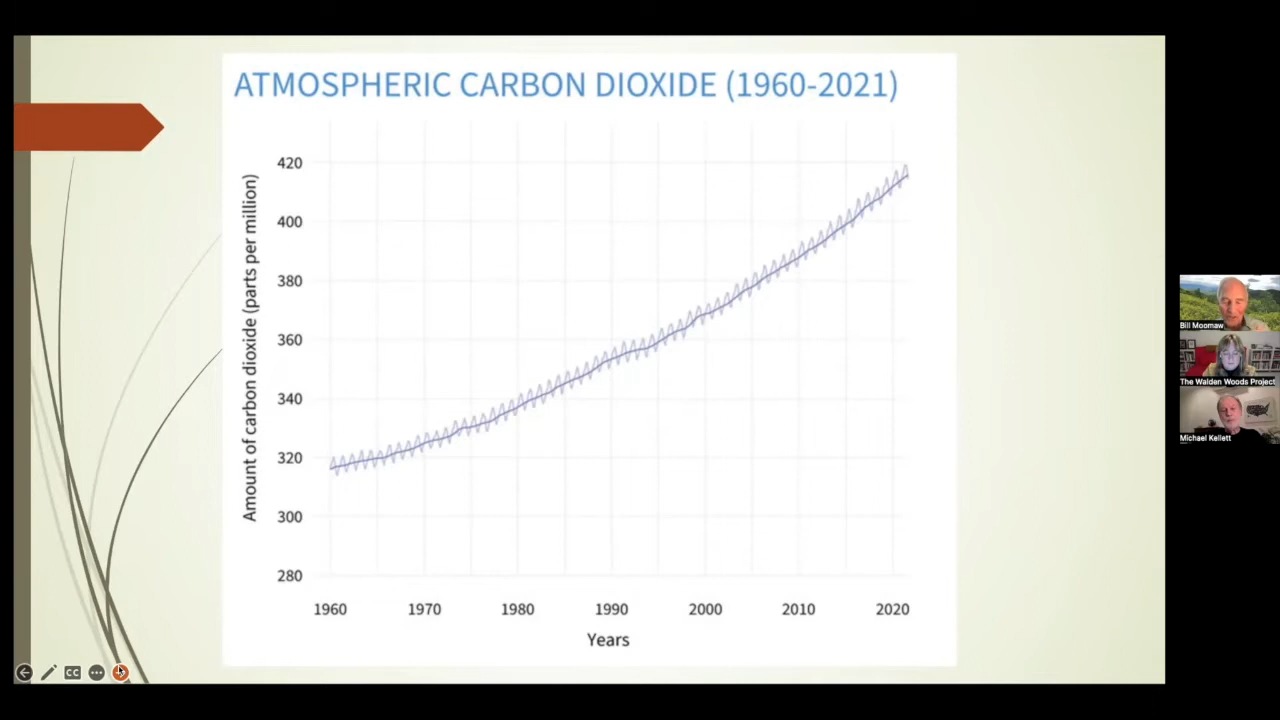 ATMOSPHERIC CARBON DIOXIDE (1960-2021)
Amount of carbon dioxide (parts per million)
420
400
380
360
340
320
300
280
1960 1970 1980 1990 2000 2010 2020
Years
CC
Bill Moomaw
The Walden Woods Project
Michael Kellett